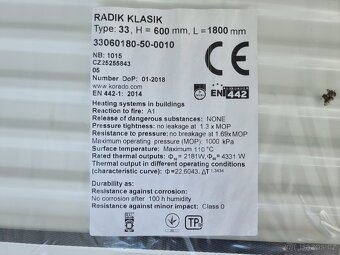 RADIK KLASIK
Type: 33, H = 600 mm, L = 1800 mm
33060180-50-0010
NB: 1015
CZ25255843
05
Number DoP: 01-2018
www.korado.com
EN 442-1: 2014
EN 442
Heating systems in buildings
Reaction to fire: A1
Release of dangerous substances: NONE
Pressure tightness: no leakage at 1.3 x MOP
Resistance to pressure: no breakage at 1.69x MOP
Maximum operating pressure (MOP): 1000 kPa
Surface temperature: Maximum 110 °C
Rated thermal outputs: Φ₃₀ = 2181W, Φ₅₀ = 4331 W
Thermal output in different operating conditions
(characteristic curve): Φ = 22.6043. ΔT 1.3434
Durability as:
Resistance against corrosion:
No corrosion after 100 h humidity
Resistance against minor impact: Class 0